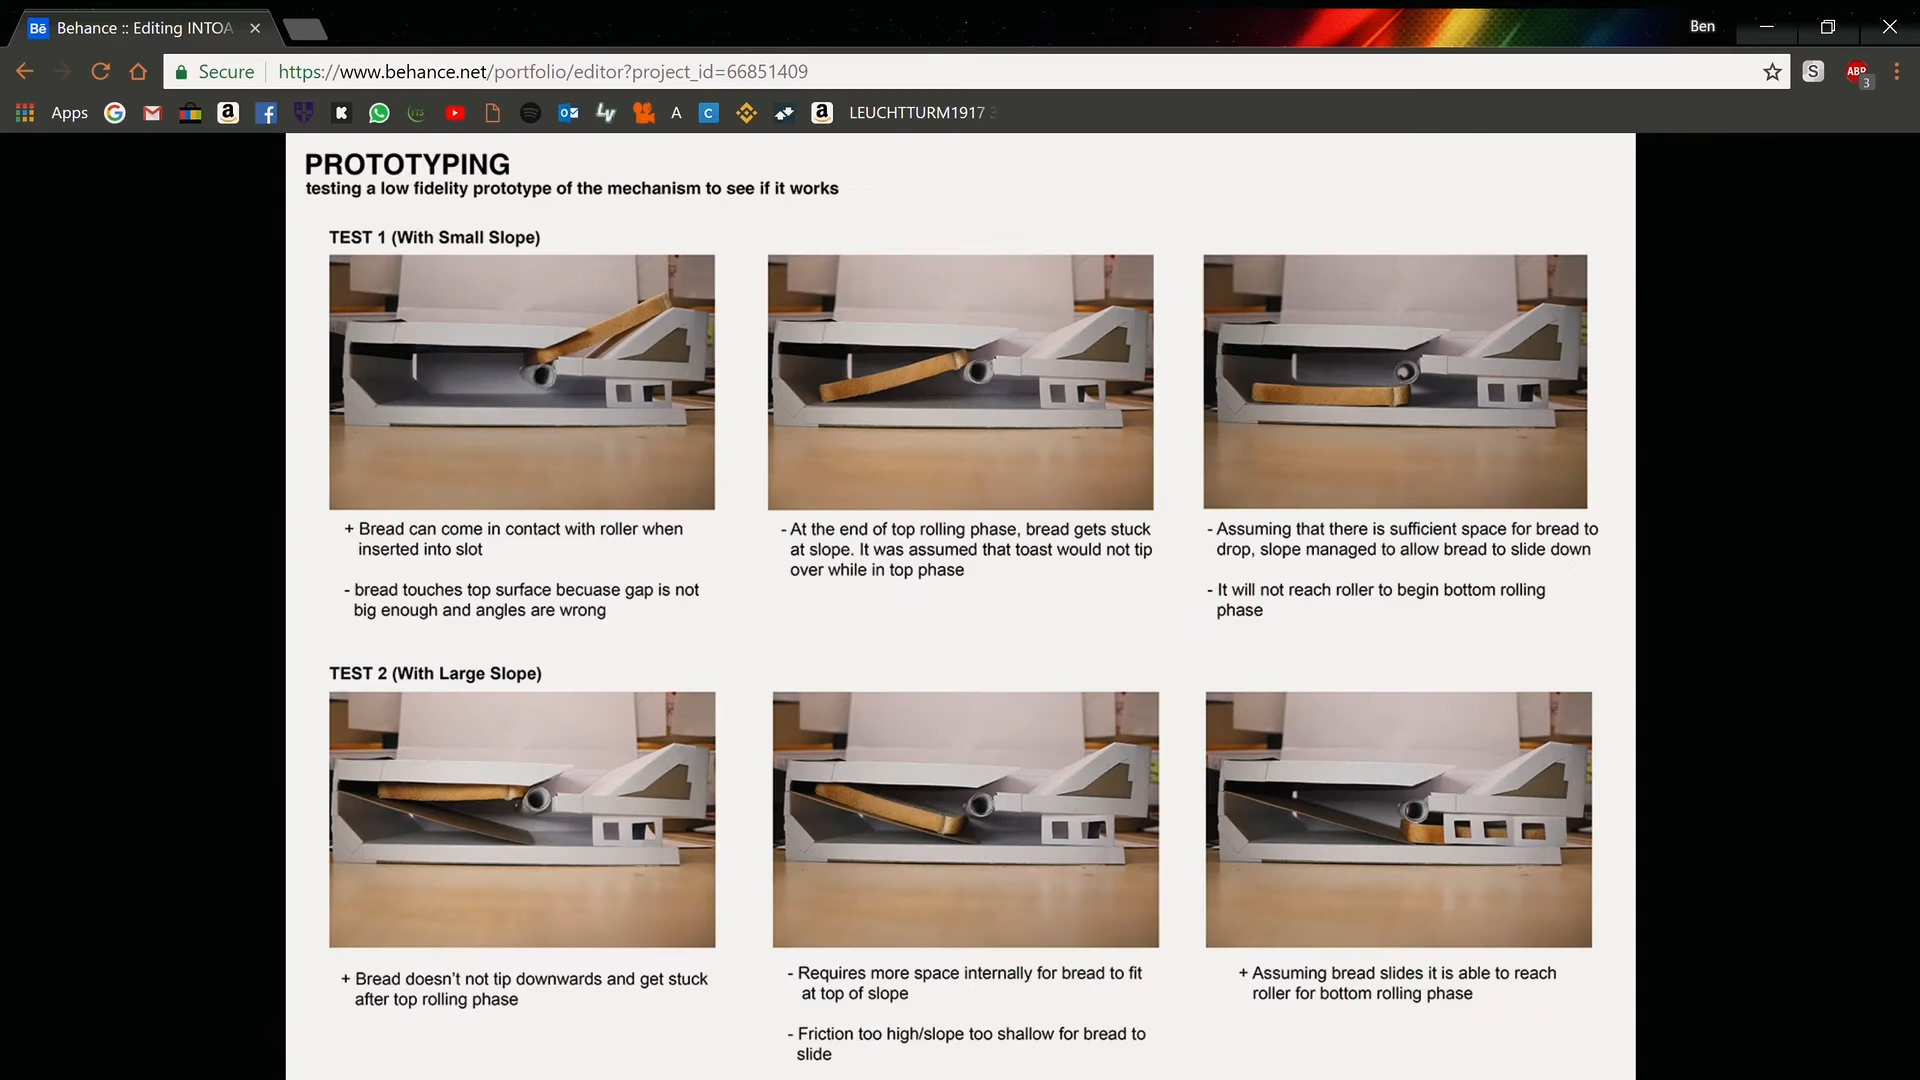 Behance :: Editing INTOA
Ben
Secure
https://www.behance.net/portfolio/editor?project_id=66851409
S
ABP
3
Apps
LEUCHTTURM1917
PROTOTYPING
testing a low fidelity prototype of the mechanism to see if it works
TEST 1 (With Small Slope)
+ Bread can come in contact with roller when
inserted into slot
- bread touches top surface becuase gap is not
big enough and angles are wrong
- At the end of top rolling phase, bread gets stuck
at slope. It was assumed that toast would not tip
over while in top phase
- Assuming that there is sufficient space for bread to
drop, slope managed to allow bread to slide down
- It will not reach roller to begin bottom rolling
phase
TEST 2 (With Large Slope)
+ Bread doesn't not tip downwards and get stuck
after top rolling phase
- Requires more space internally for bread to fit
at top of slope
- Friction too high/slope too shallow for bread to
slide
+ Assuming bread slides it is able to reach
roller for bottom rolling phase